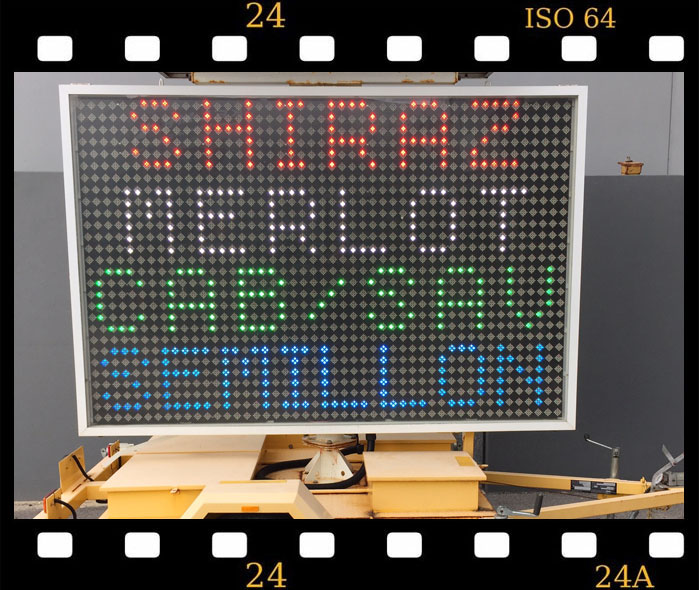 24 ISO 64
SHIRAZ
MERLOT
CAB/SAV
SEMILLON
24 24A